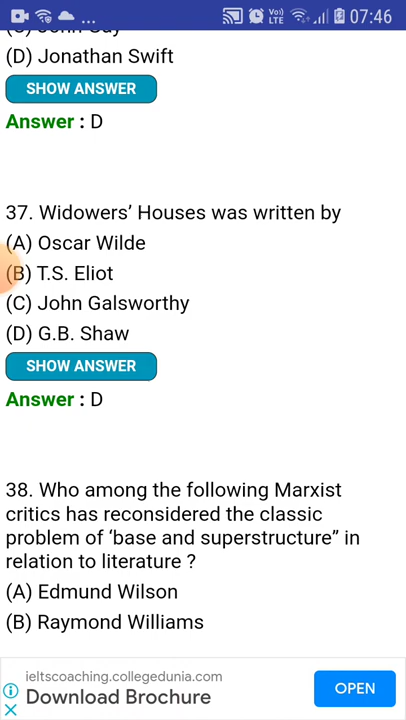 ... 07:46
(D) Jonathan Swift
SHOW ANSWER
Answer : D
37. Widowers’ Houses was written by
(A) Oscar Wilde
(B) T.S. Eliot
(C) John Galsworthy
(D) G.B. Shaw
SHOW ANSWER
Answer : D
38. Who among the following Marxist
critics has reconsidered the classic
problem of ‘base and superstructure” in
relation to literature ?
(A) Edmund Wilson
(B) Raymond Williams
ieltscoaching.collegedunia.com
Download Brochure
OPEN